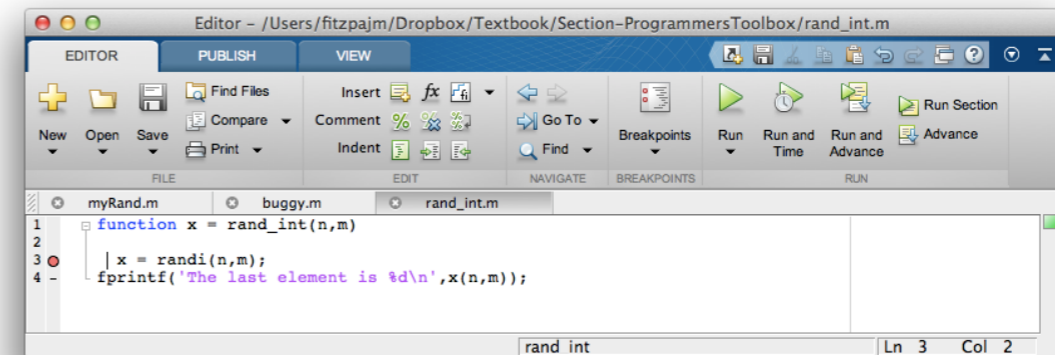 Editor - /Users/fitzpajm/Dropbox/Textbook/Section-ProgrammersToolbox/rand_int.m
EDITOR PUBLISH VIEW
New Open Save Find Files Compare Print
Insert fx fi
Comment % %
Indent
Go To
Find
Breakpoints
Run Run and Time Run and Advance Run Section Advance
FILE EDIT NAVIGATE BREAKPOINTS RUN
myRand.m buggy.m rand_int.m
1 function x = rand_int(n,m)
2
3 x = randi(n,m);
4 - fprintf('The last element is %d\n',x(n,m));
rand_int Ln 3 Col 2